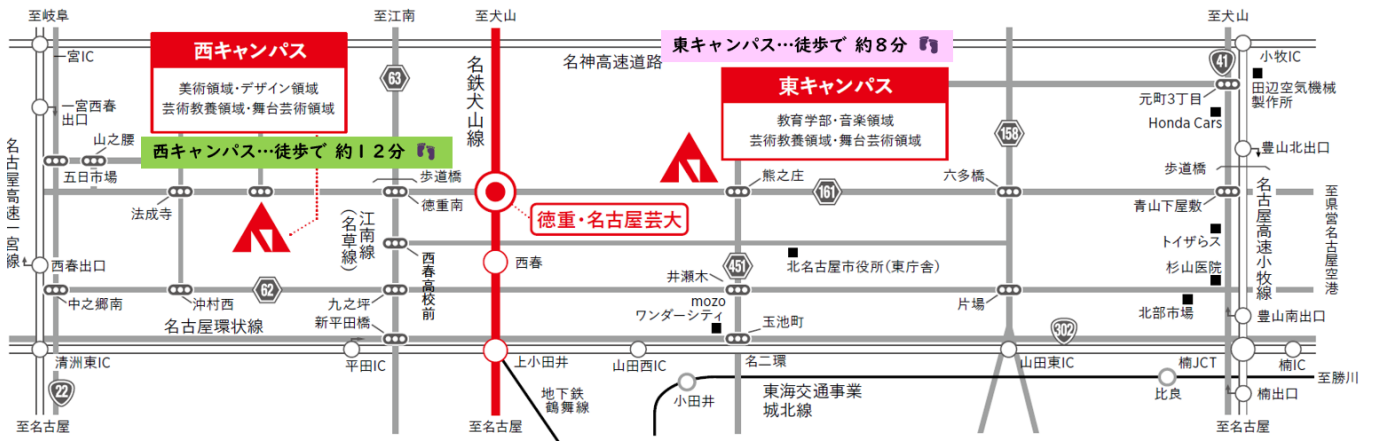 至岐阜
至江南
至犬山
至犬山
一宮IC
西キャンパス
美術領域・デザイン領域
芸術教養領域・舞台芸術領域
西キャンパス…徒歩で 約12分
63
名鉄犬山線
名神高速道路
東キャンパス…徒歩で 約8分
東キャンパス
教育学部・音楽領域
芸術教養領域・舞台芸術領域
158
41
小牧IC
田辺空気機械
製作所
元町3丁目
Honda Cars
豊山北出口
一宮西春
出口
山之腰
五日市場
名古屋高速一宮線
法成寺
歩道橋
徳重南
徳重・名古屋芸大
熊之庄
161
六多橋
歩道橋
青山下屋敷
名古屋高速小牧線
至県営名古屋空港
江南線
(名草線)
西春高校前
西春
451
北名古屋市役所(東庁舎)
トイザらス
杉山医院
北部市場
西春出口
中之郷南
沖村西
62
九之坪
井瀬木
片場
豊山南出口
名古屋環状線
新平田橋
mozo
ワンダーシティ
玉池町
302
清洲東IC
平田IC
上小田井
山田西IC
名二環
山田東IC
楠JCT
楠IC
22
地下鉄
鶴舞線
小田井
東海交通事業
城北線
比良
至勝川
楠出口
至名古屋
至名古屋
至名古屋